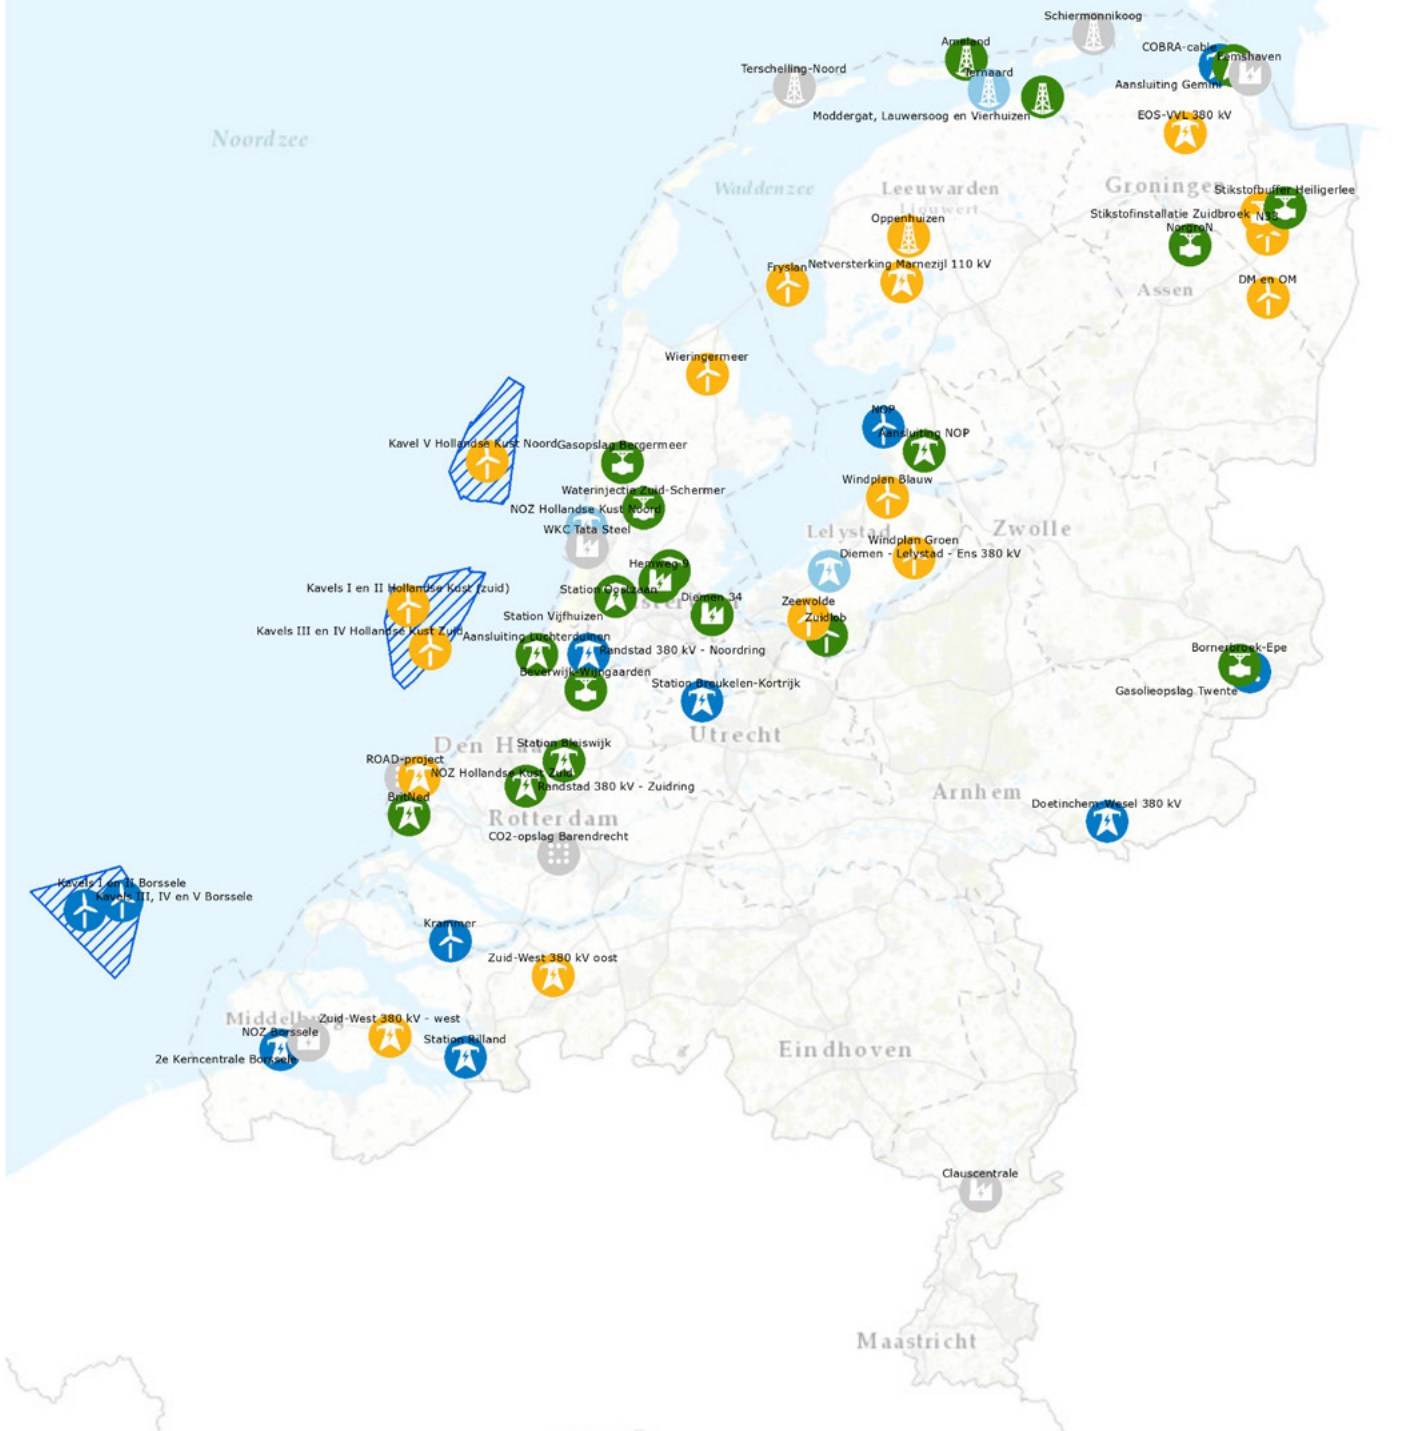 Schiermonnikoog
Ameland
COBRA-cable
Eemshaven
Terschelling-Noord
Ternaard
Aansluiting Gemini
Moddergat, Lauwersoog en Vierhuizen
EOS-VVL 380 kV
Noordzee
Waddenzee
Leeuwarden
Ljouwert
Groningen
Stikstofbuffer Heiligerlee
Oppenhuizen
Stikstofinstallatie Zuidbroek
N33
NorgroN
Fryslan
Netversterking Marnezijl 110 kV
DM en OM
Assen
Wieringermeer
NOP
Aansluiting NOP
Kavel V Hollandse Kust Noord
Gasopslag Bergermeer
Windplan Blauw
Waterinjectie Zuid-Schermer
NOZ Hollandse Kust Noord
WKC Tata Steel
Lelystad
Zwolle
Windplan Groen
Diemen - Lelystad - Ens 380 kV
Hemweg 9
Kavels I en II Hollandse Kust (zuid)
Station Oostzaan
Diemen 34
Zeewolde
Station Vijfhuizen
Zuidlob
Kavels III en IV Hollandse Kust Zuid
Aansluiting Luchterduinen
Randstad 380 kV - Noordring
Bornerbroek-Epe
Beverwijk-Wijngaarden
Station Breukelen-Kortrijk
Gasolieopslag Twente
Utrecht
Den Haa
Station Bleiswijk
ROAD-project
NOZ Hollandse Kust Zuid
Randstad 380 kV - Zuidring
BritNed
Arnhem
Doetinchem-Wesel 380 kV
Rotterdam
CO2-opslag Barendrecht
Kavels I en II Borssele
Kavels III, IV en V Borssele
Krammer
Zuid-West 380 kV oost
Middelburg
Zuid-West 380 kV - west
NOZ Borssele
Station Rilland
2e Kerncentrale Borssele
Eindhoven
Clauscentrale
Maastricht